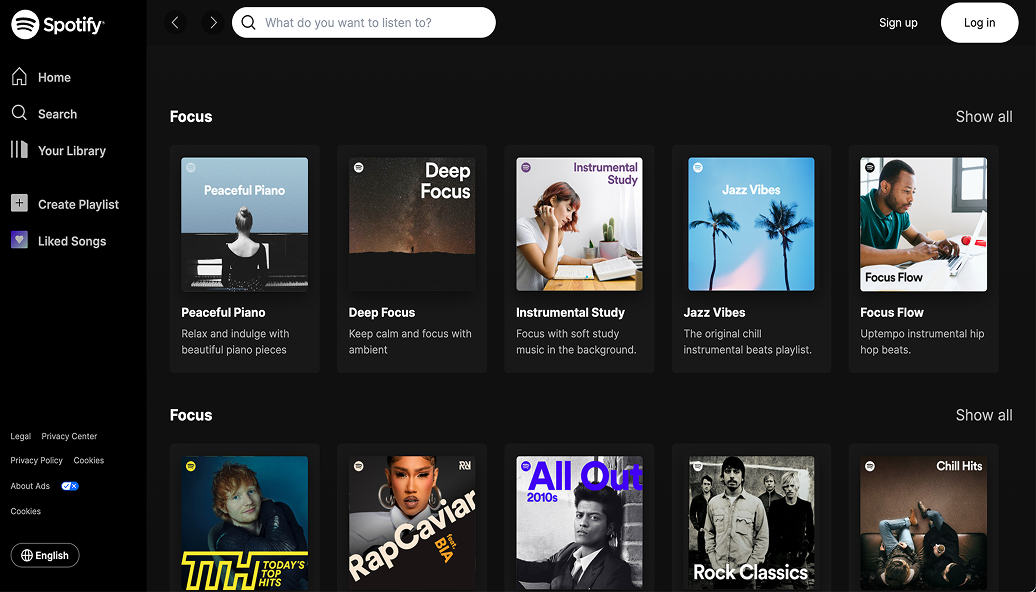 Spotify
What do you want to listen to?
Sign up
Log in
Home
Search
Your Library
Create Playlist
Liked Songs
Focus
Show all
Peaceful Piano
Deep
Focus
Instrumental
Study
Jazz Vibes
Focus Flow
Peaceful Piano
Relax and indulge with
beautiful piano pieces
Deep Focus
Keep calm and focus with
ambient
Instrumental Study
Focus with soft study
music in the background.
Jazz Vibes
The original chill
instrumental beats playlist.
Focus Flow
Uptempo instrumental hip
hop beats.
Focus
Show all
TTH
TODAY'S
TOP
HITS
RapCaviar
feat.
BIA
All Out
2010s
Rock Classics
Chill Hits
Legal
Privacy Center
Privacy Policy
Cookies
About Ads
Cookies
English